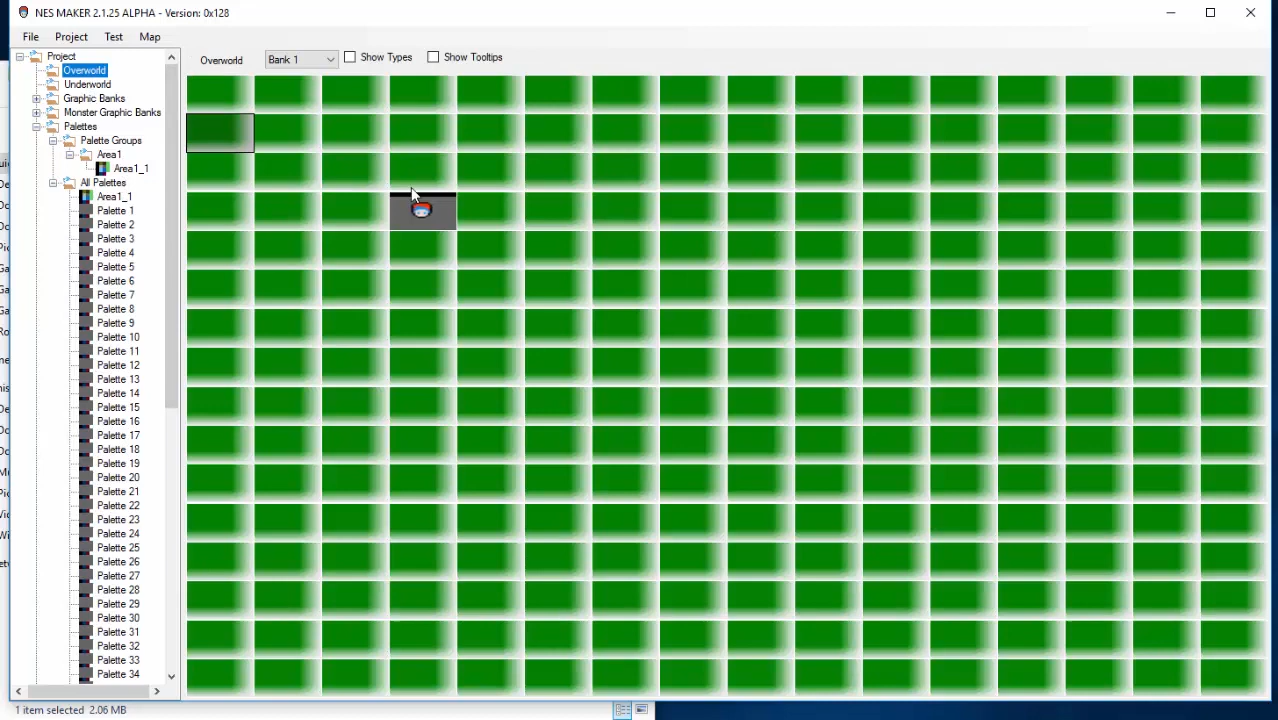 NES MAKER 2.1.25 ALPHA - Version: 0x128
File Project Test Map
Project
Overworld
Underworld
Graphic Banks
Monster Graphic Banks
Palettes
Palette Groups
Area1
Area1_1
All Palettes
Area1_1
Palette 1
Palette 2
Palette 3
Palette 4
Palette 5
Palette 6
Palette 7
Palette 8
Palette 9
Palette 10
Palette 11
Palette 12
Palette 13
Palette 14
Palette 15
Palette 16
Palette 17
Palette 18
Palette 19
Palette 20
Palette 21
Palette 22
Palette 23
Palette 24
Palette 25
Palette 26
Palette 27
Palette 28
Palette 29
Palette 30
Palette 31
Palette 32
Palette 33
Palette 34
Overworld Bank 1 Show Types Show Tooltips
1 item selected 2.06 MB